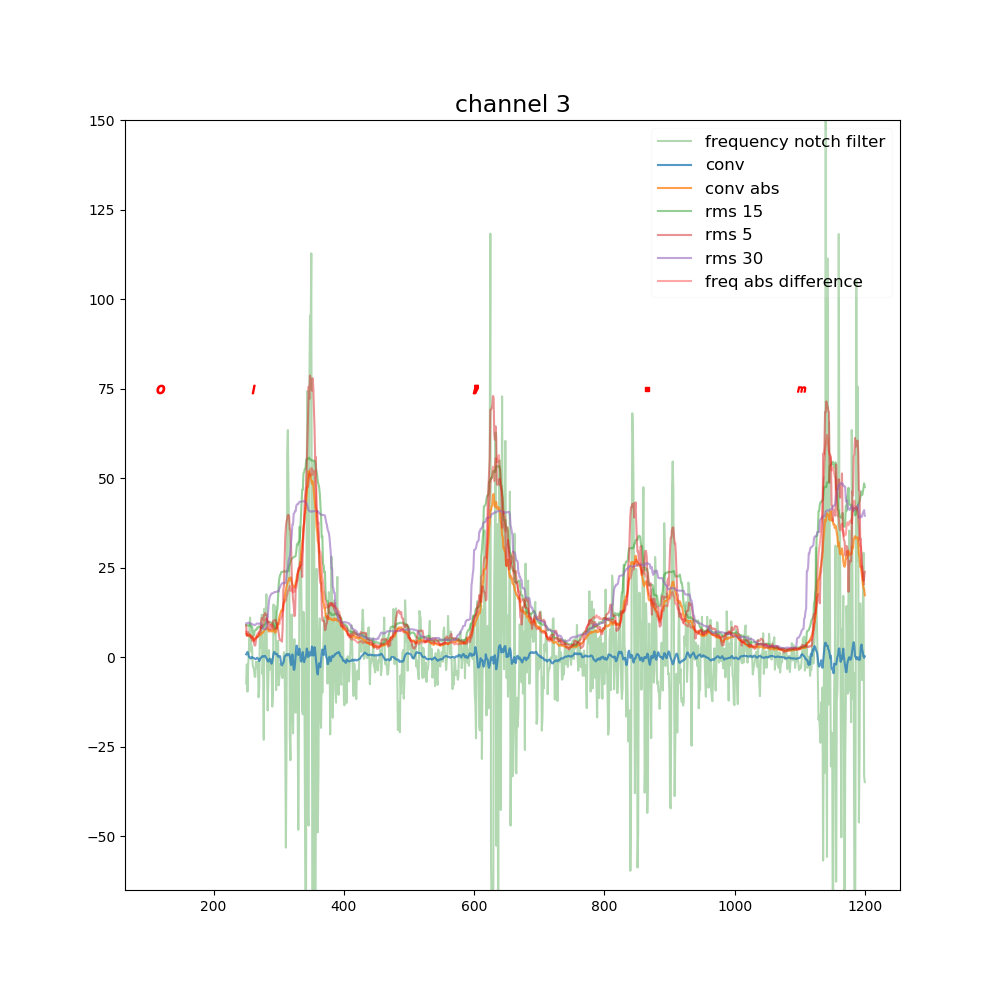 channel 3
150
frequency notch filter
conv
conv abs
rms 15
rms 5
rms 30
freq abs difference
125
100
75
O l . m
50
25
0
−25
−50
200 400 600 800 1000 1200